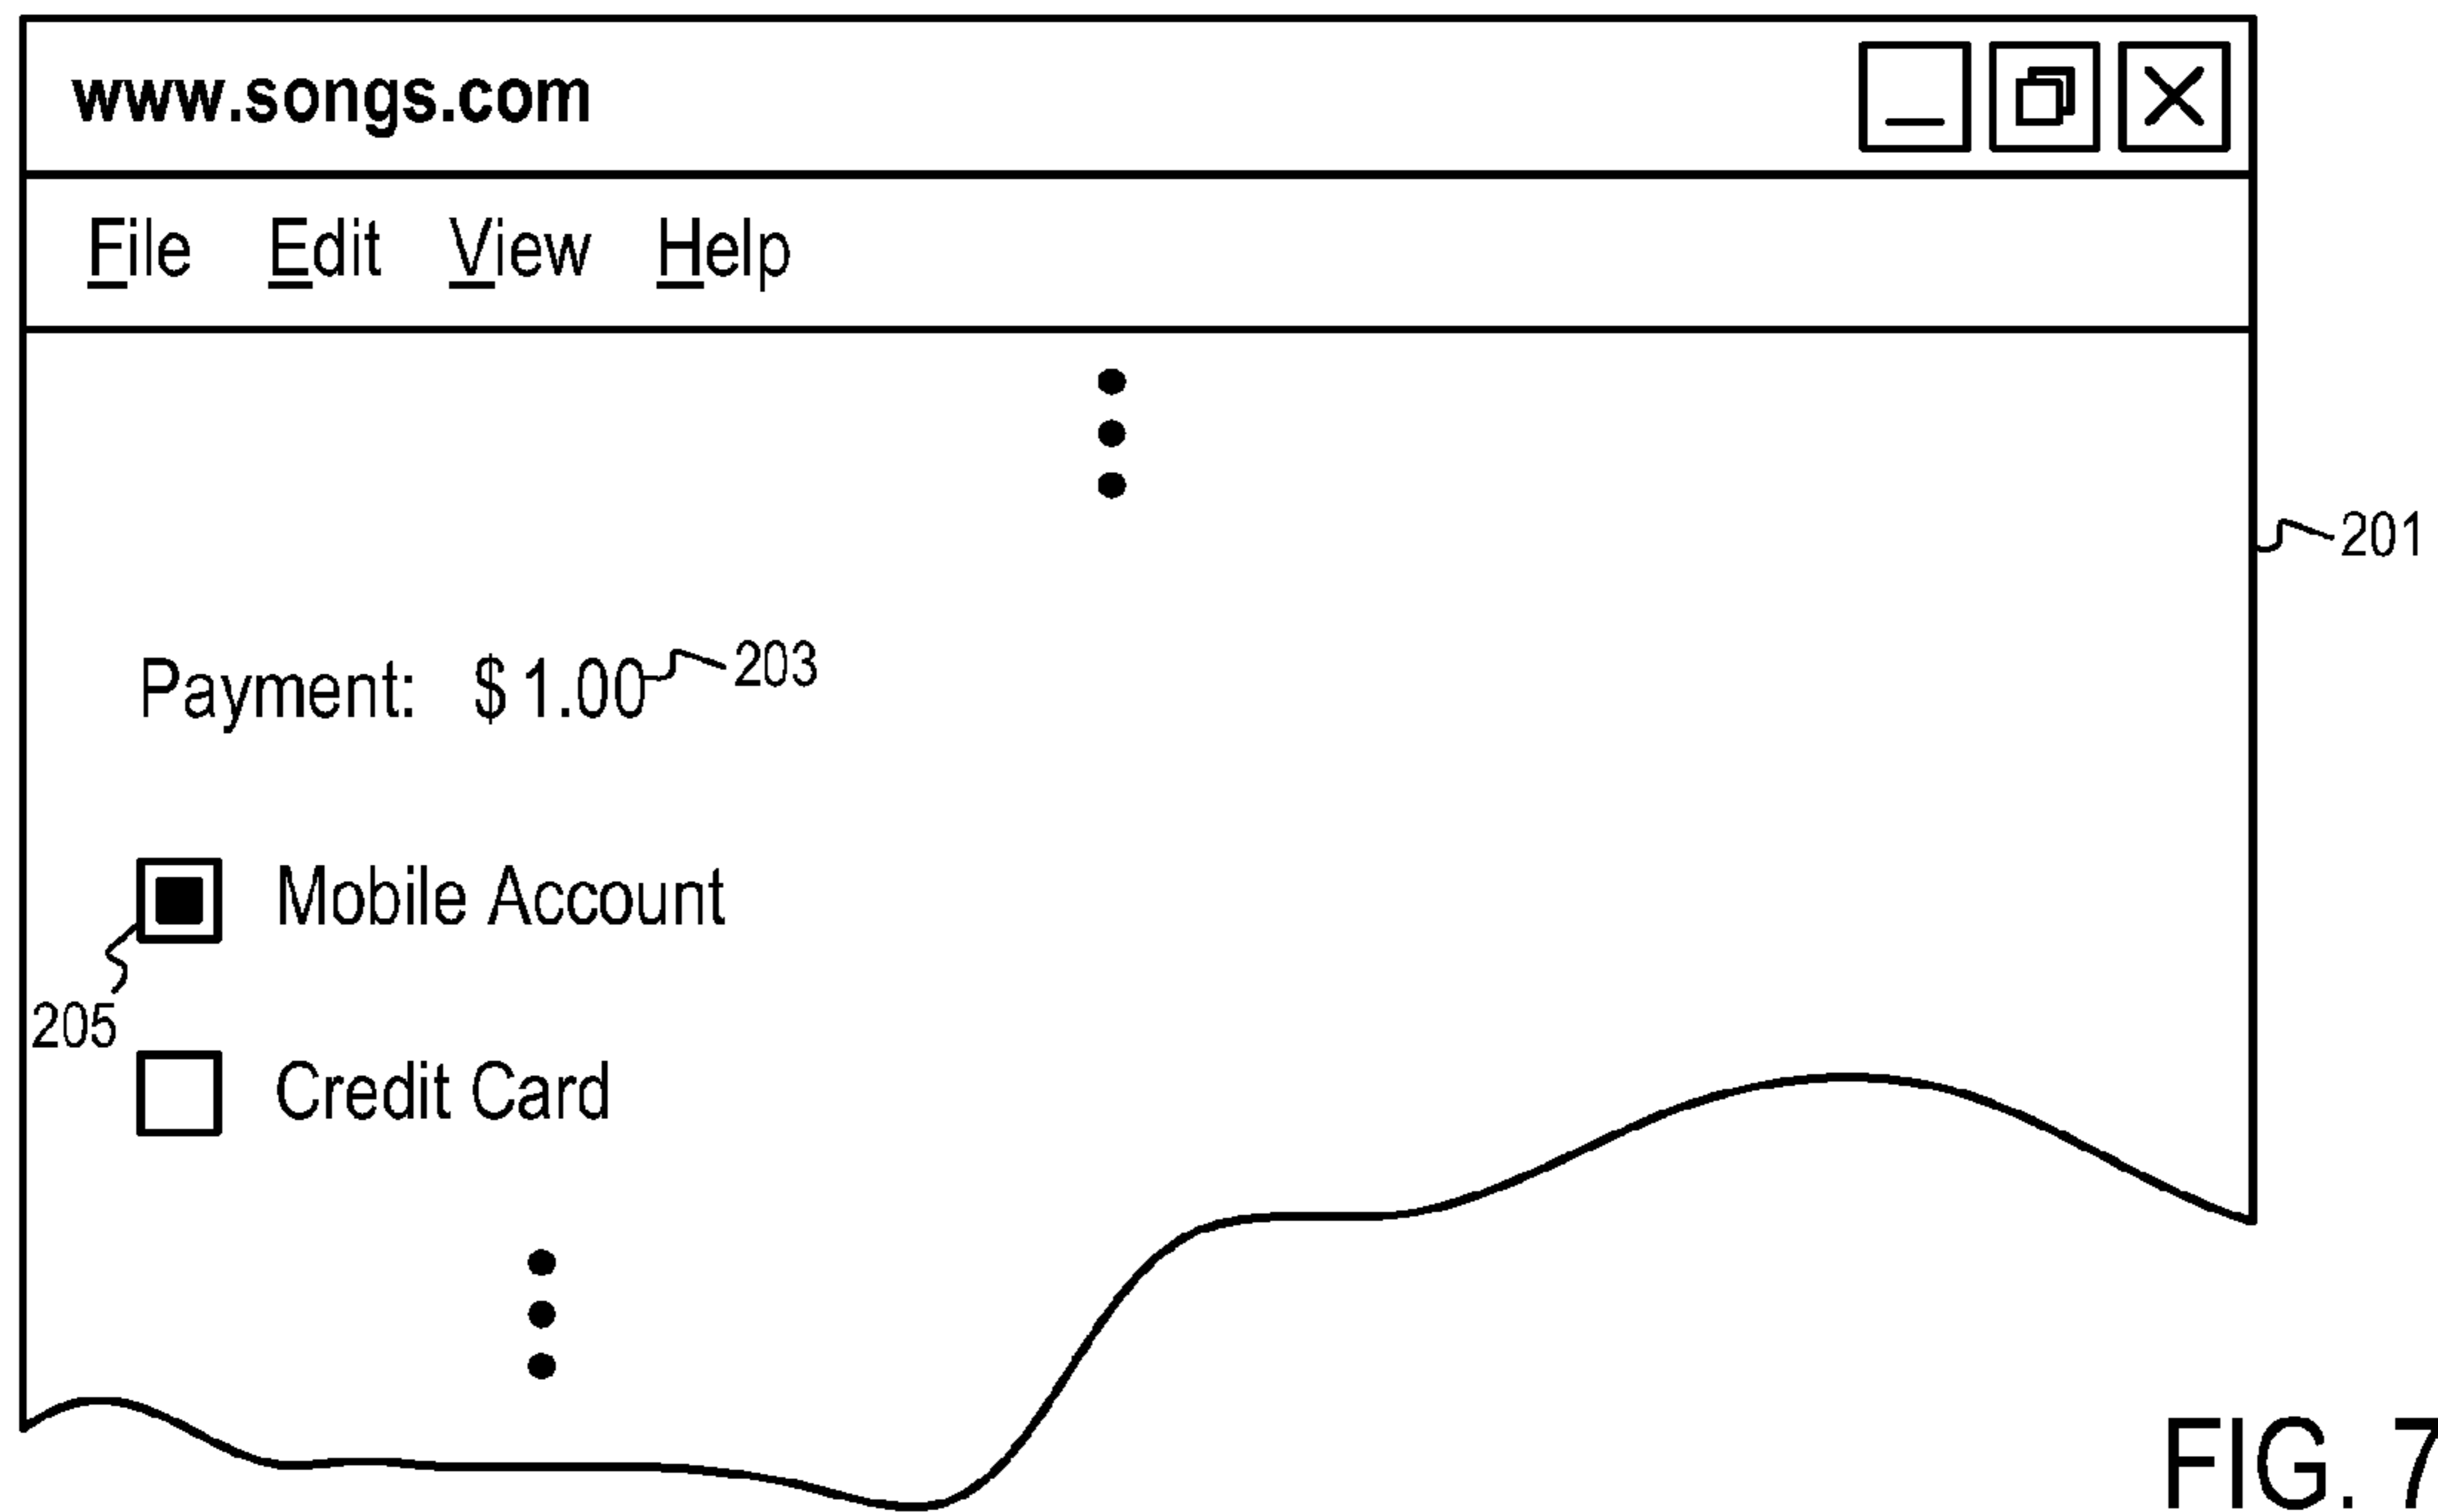 www.songs.com
File Edit View Help
201
Payment: $1.00 203
Mobile Account
205
Credit Card
FIG. 7